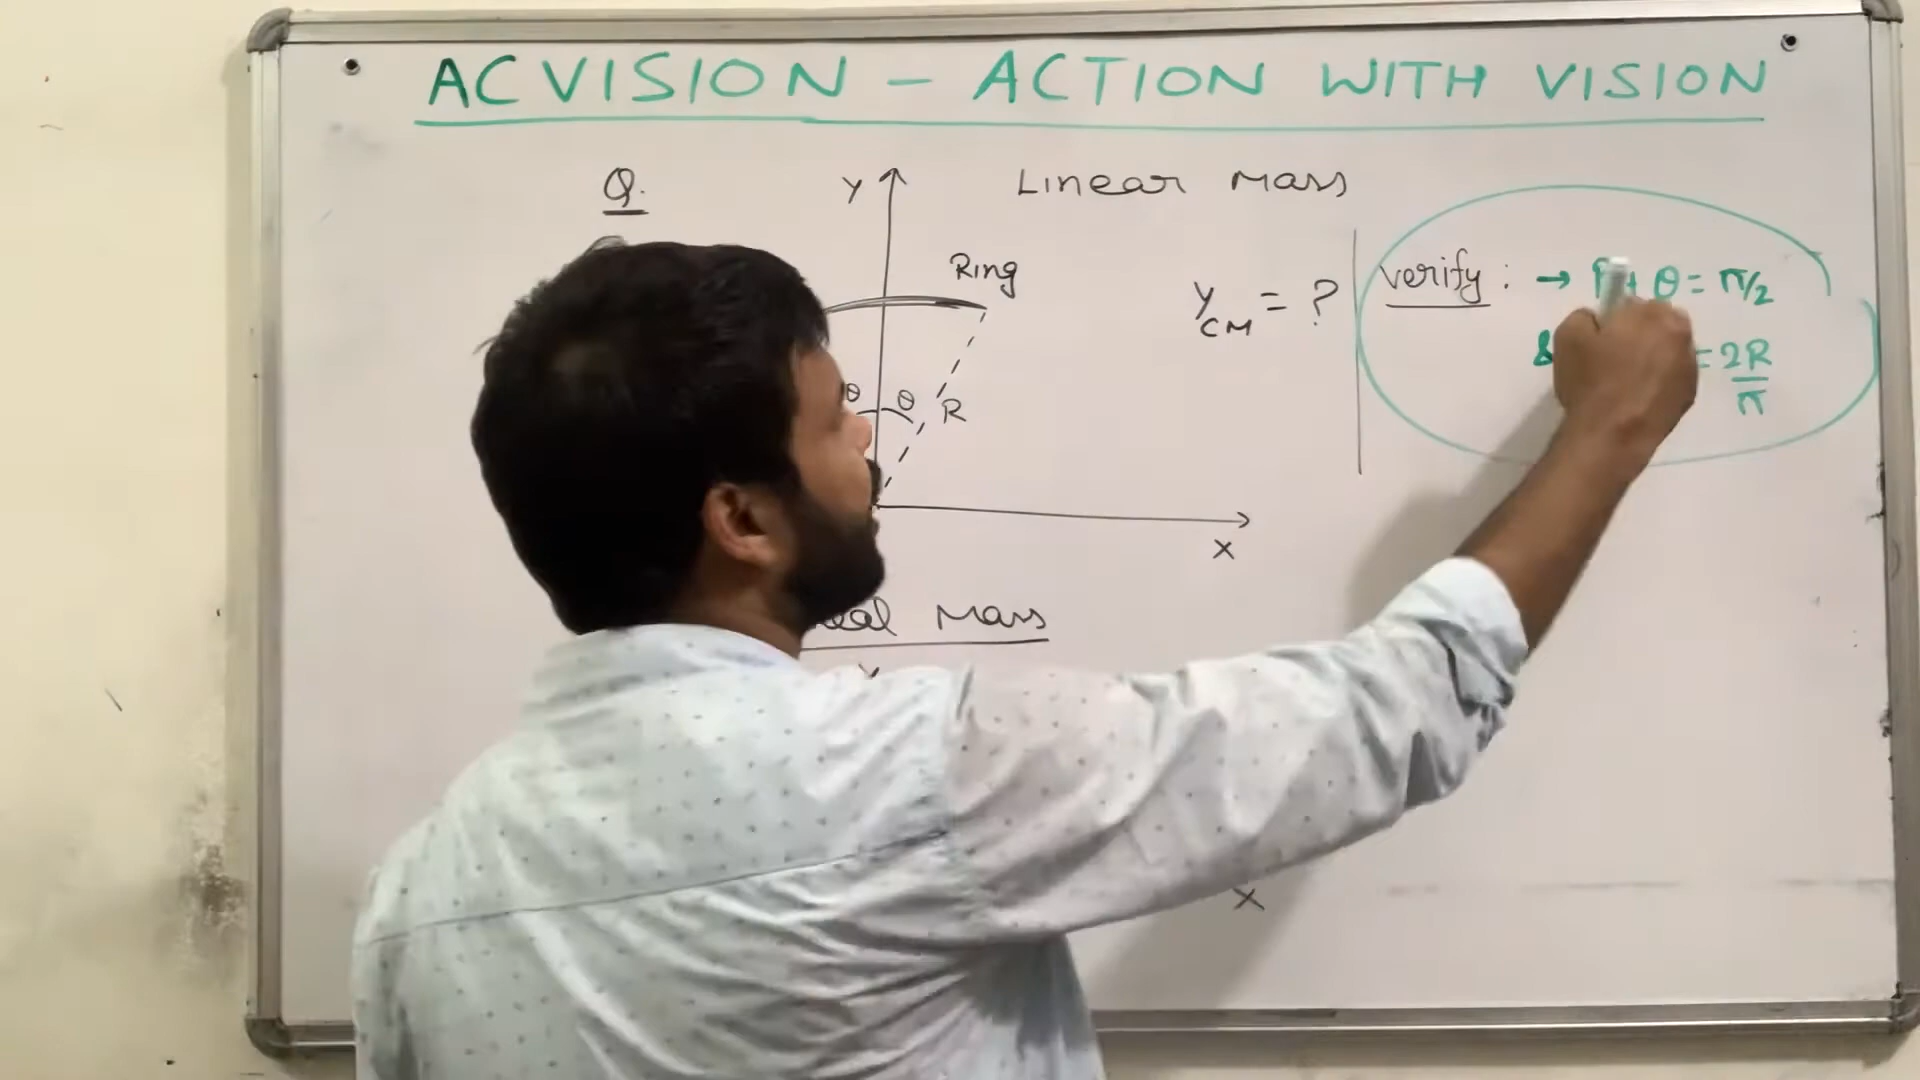 ACVISION - ACTION WITH VISION
Q.
Y
Linear Mass
Ring
Y CM = ?
verify : → θ = π/2
& = 2R/π
θ θ
R
X
Mass
X